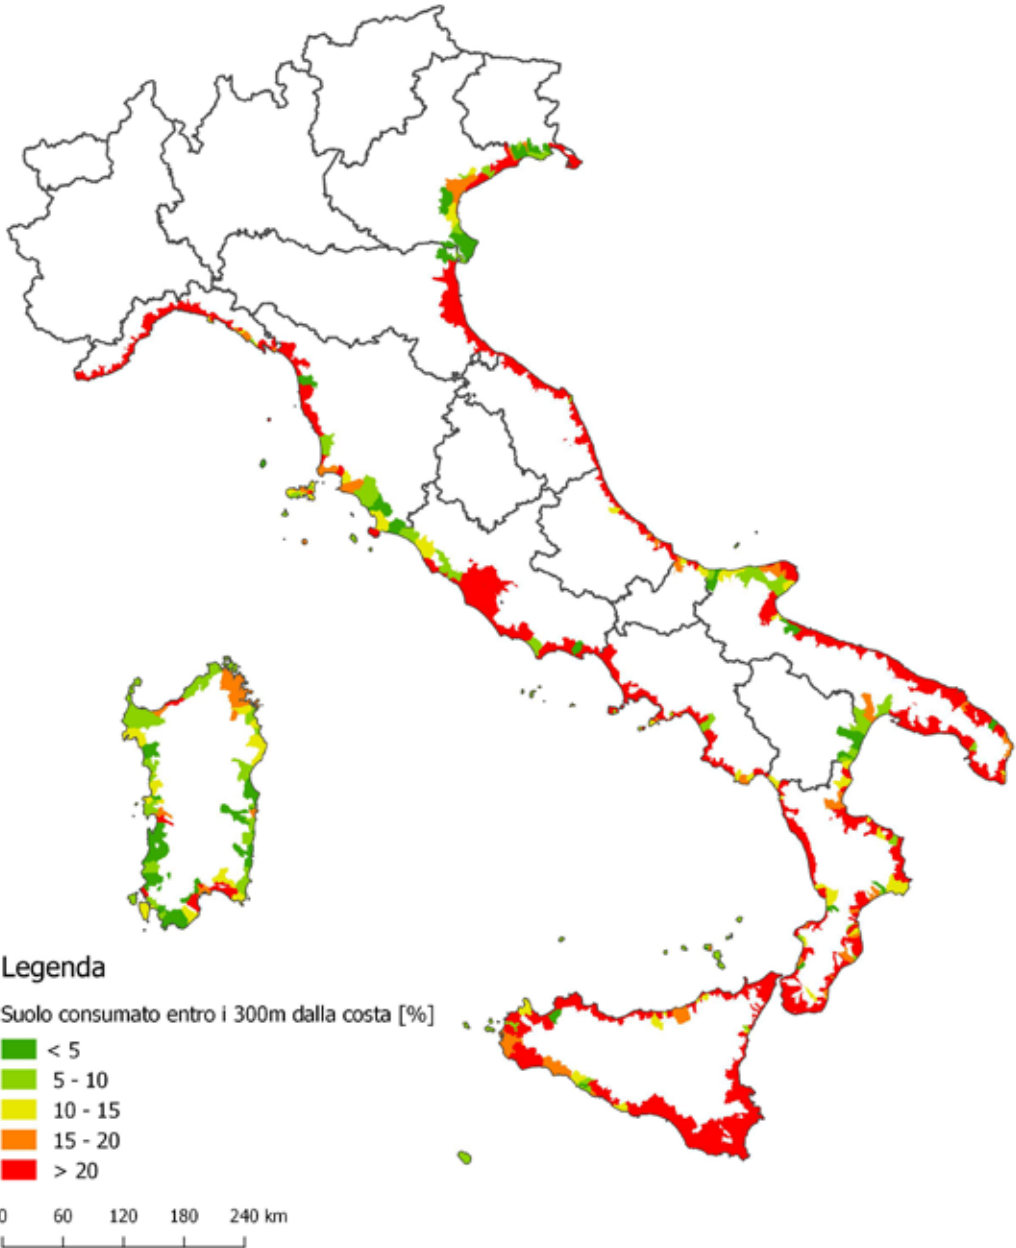 Legenda
Suolo consumato entro i 300m dalla costa [%]
< 5
5 - 10
10 - 15
15 - 20
> 20
0 60 120 180 240 km